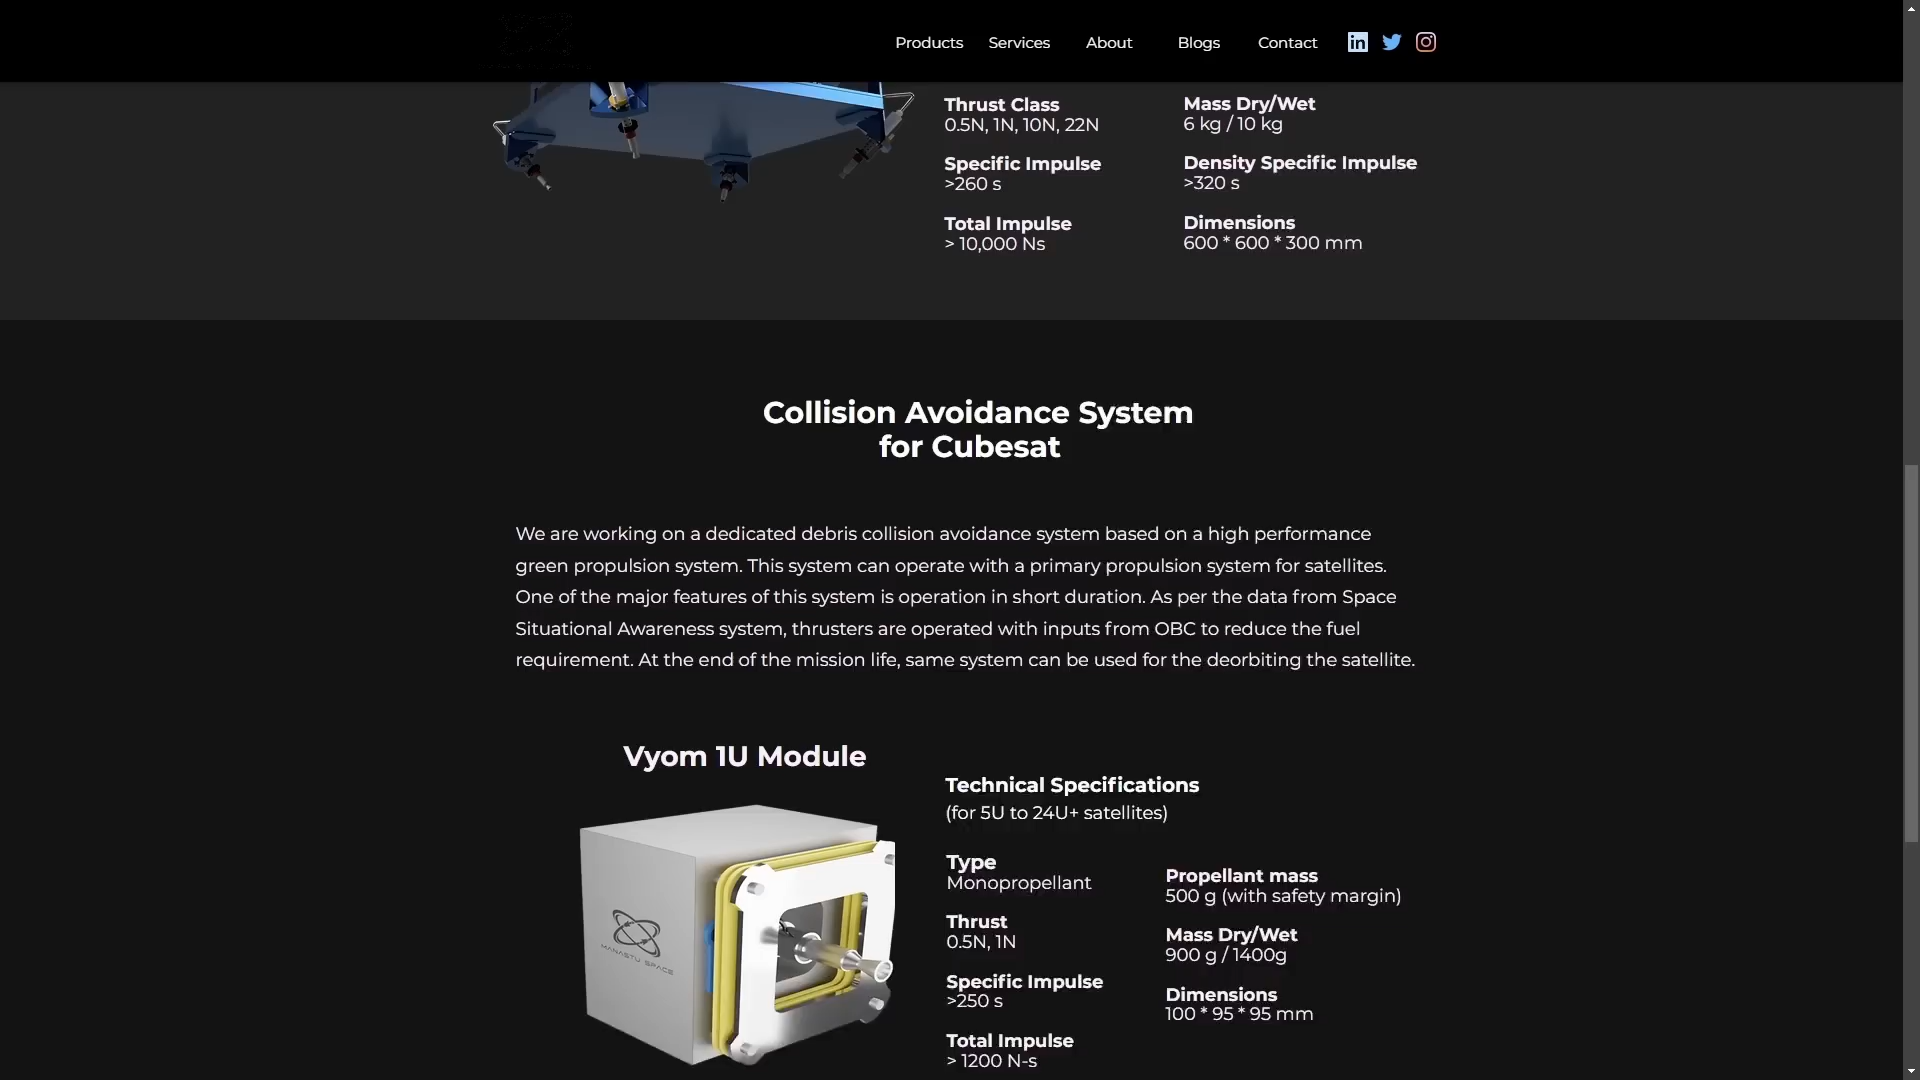 Products Services About Blogs Contact
Thrust Class
0.5N, 1N, 10N, 22N
Specific Impulse
>260 s
Total Impulse
> 10,000 Ns
Mass Dry/Wet
6 kg / 10 kg
Density Specific Impulse
>320 s
Dimensions
600 * 600 * 300 mm
Collision Avoidance System
for Cubesat
We are working on a dedicated debris collision avoidance system based on a high performance
green propulsion system. This system can operate with a primary propulsion system for satellites.
One of the major features of this system is operation in short duration. As per the data from Space
Situational Awareness system, thrusters are operated with inputs from OBC to reduce the fuel
requirement. At the end of the mission life, same system can be used for the deorbiting the satellite.
Vyom 1U Module
MANASTU SPACE
Technical Specifications
(for 5U to 24U+ satellites)
Type
Monopropellant
Thrust
0.5N, 1N
Specific Impulse
>250 s
Total Impulse
> 1200 N-s
Propellant mass
500 g (with safety margin)
Mass Dry/Wet
900 g / 1400g
Dimensions
100 * 95 * 95 mm